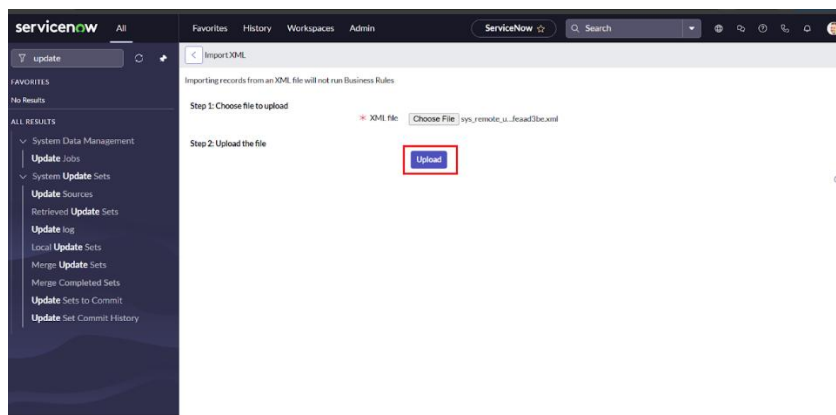 servicenow All Favorites History Workspaces Admin ServiceNow Search
update
Import XML
Importing records from an XML file will not run Business Rules
FAVORITES
No Results
Step 1: Choose file to upload
XML file Choose File sys_remote_u...feaad3be.xml
ALL RESULTS
System Data Management
Step 2: Upload the file
Upload
Update Jobs
System Update Sets
Update Sources
Retrieved Update Sets
Update log
Local Update Sets
Merge Update Sets
Merge Completed Sets
Update Sets to Commit
Update Set Commit History